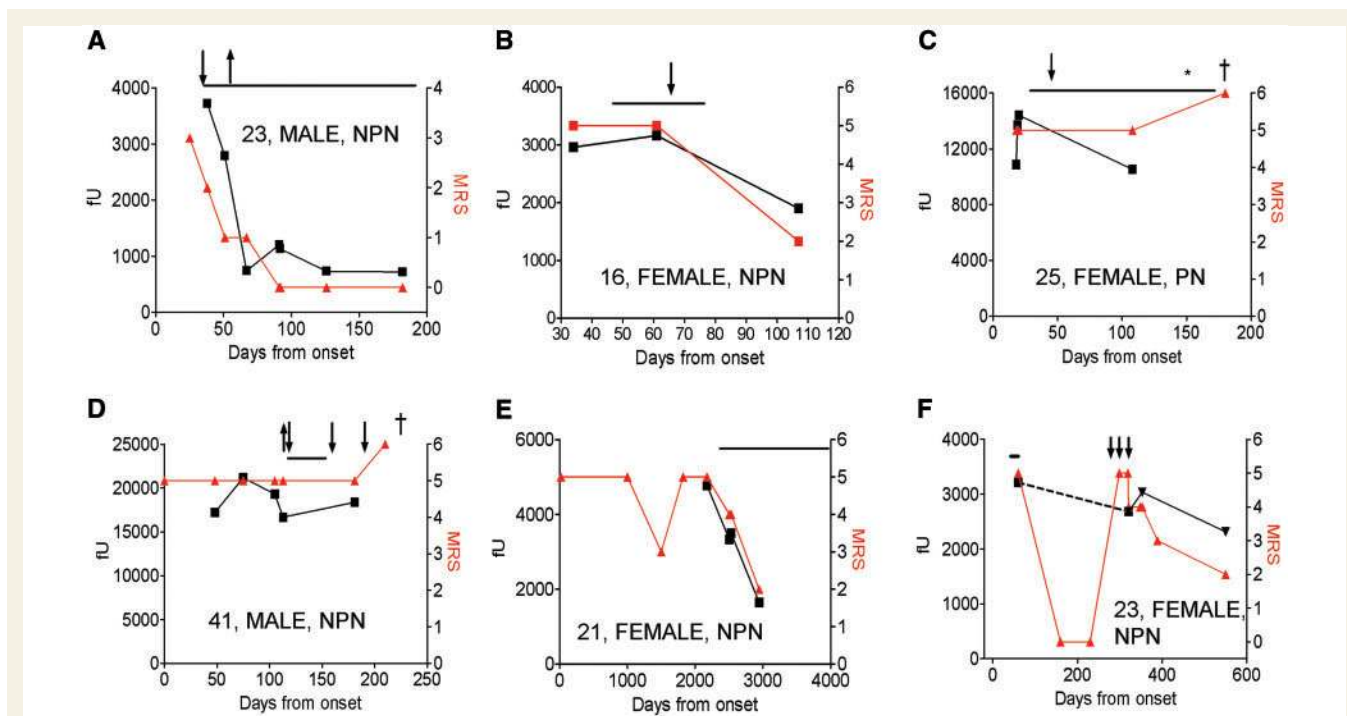 A
4000
3000
2000
1000
0
fU
0 50 100 150 200
Days from onset
4
3
2
1
0
MRS
23, MALE, NPN
B
4000
3000
2000
1000
0
fU
30 40 50 60 70 80 90 100 110 120
Days from onset
6
5
4
3
2
1
0
MRS
16, FEMALE, NPN
C
16000
12000
8000
4000
0
fU
0 50 100 150 200
Days from onset
6
5
4
3
2
1
0
MRS
* †
25, FEMALE, PN
D
25000
20000
15000
10000
5000
0
fU
0 50 100 150 200 250
Days from onset
6
5
4
3
2
1
0
MRS
†
41, MALE, NPN
E
6000
4000
2000
0
fU
0 1000 2000 3000 4000
Days from onset
6
5
4
3
2
1
0
MRS
21, FEMALE, NPN
F
4000
3000
2000
1000
0
fU
0 200 400 600
Days from onset
6
5
4
3
2
1
0
MRS
23, FEMALE,
NPN